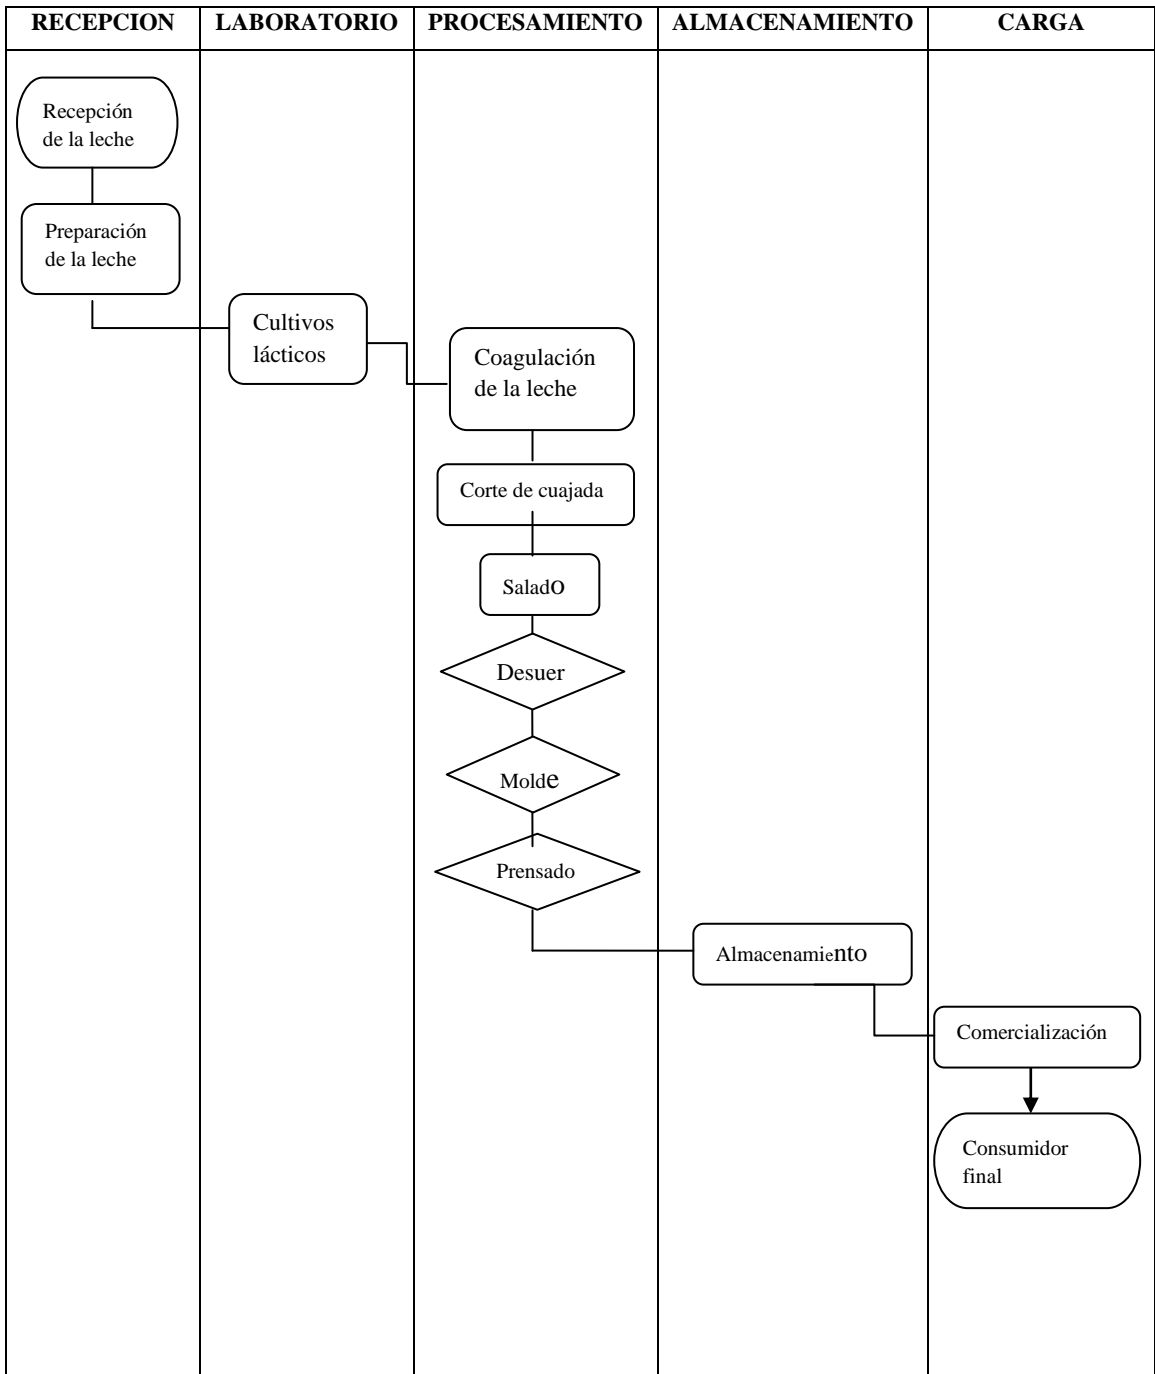 RECEPCION LABORATORIO PROCESAMIENTO ALMACENAMIENTO CARGA
Recepción
de la leche
Preparación
de la leche
Cultivos
lácticos
Coagulación
de la leche
Corte de cuajada
Salado
Desuer
Molde
Prensado
Almacenamiento
Comercialización
Consumidor
final